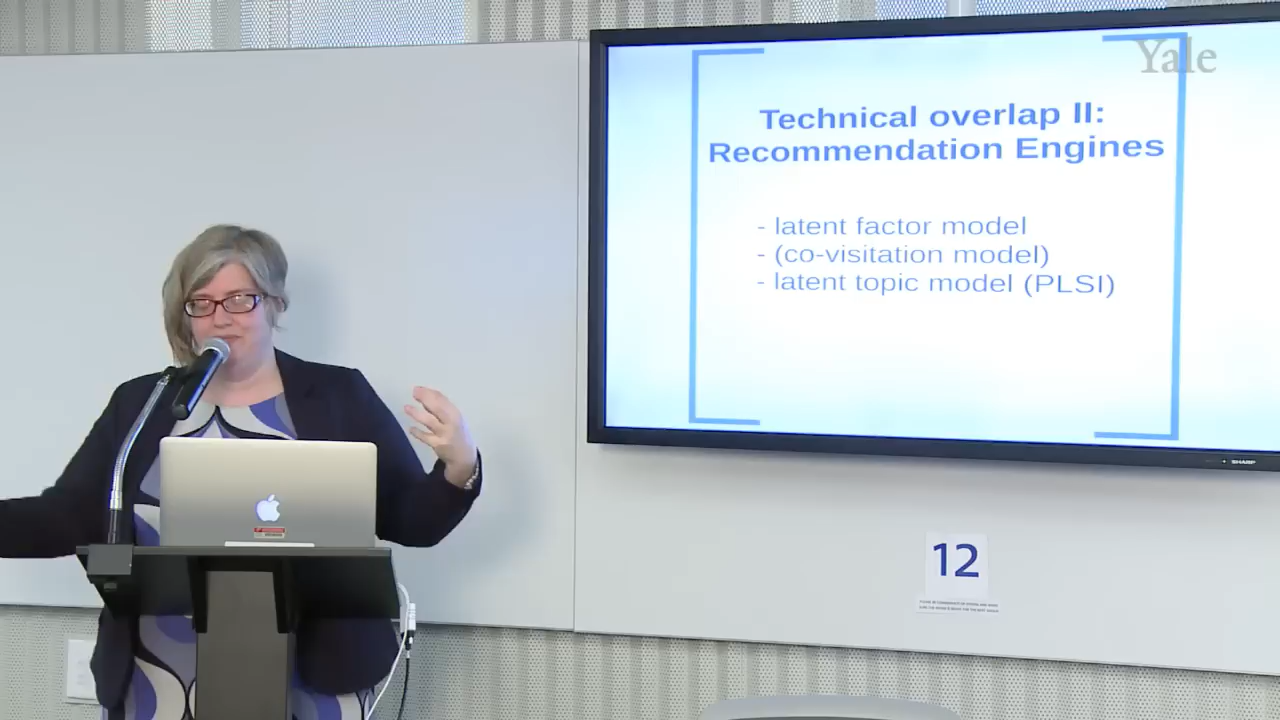 Yale
Technical overlap II:
Recommendation Engines
- latent factor model
- (co-visitation model)
- latent topic model (PLSI)
SHARP
12